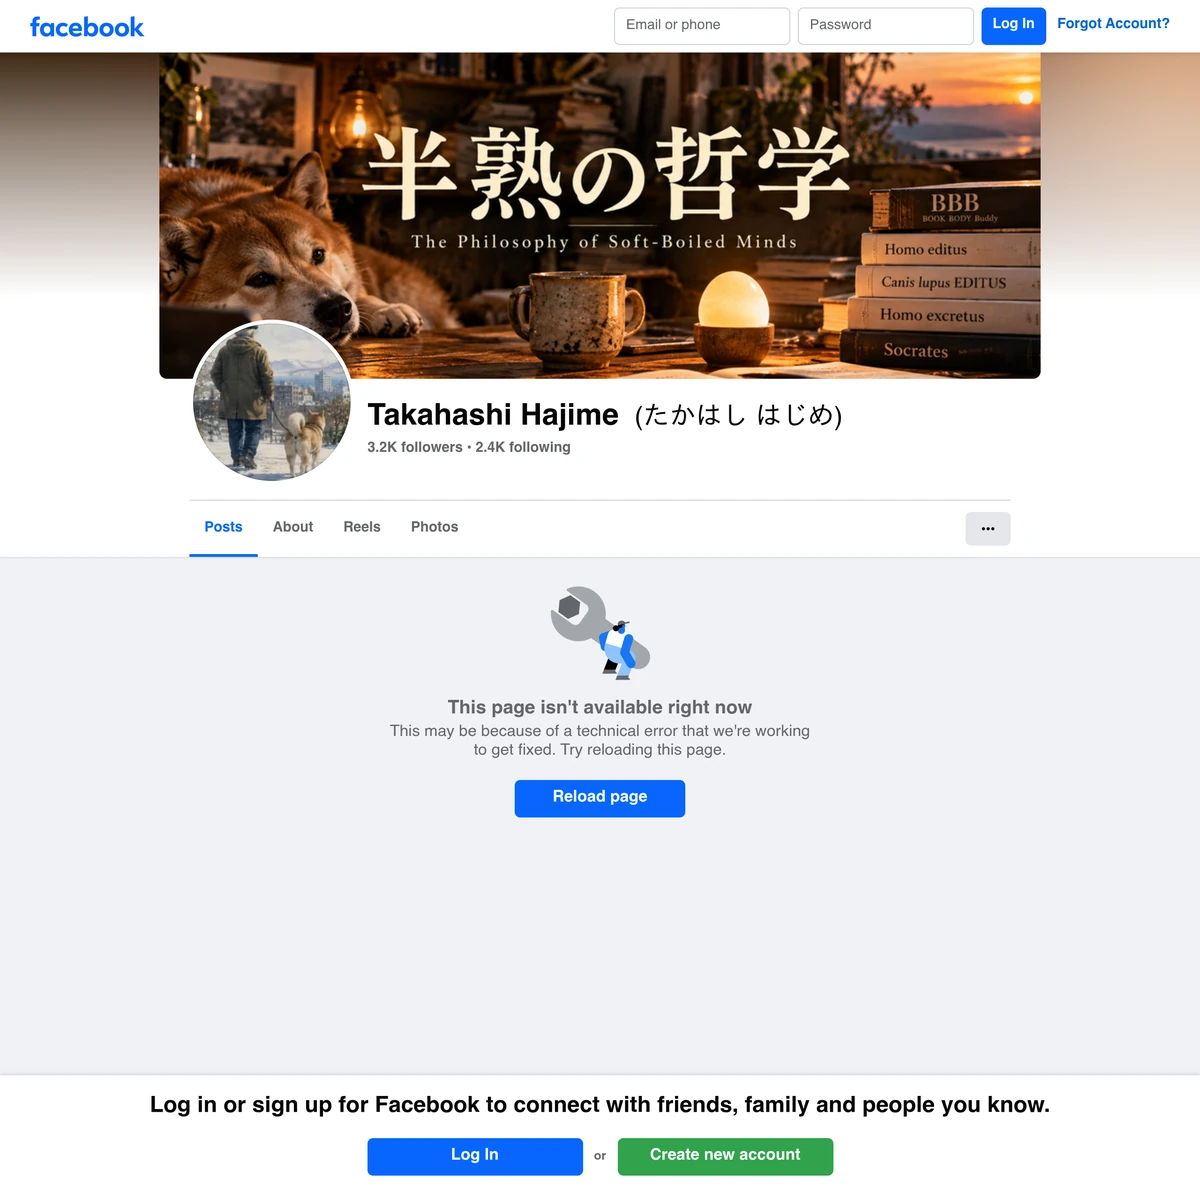 facebook
Email or phone
Password
Log In
Forgot Account?
半熟の哲学
The Philosophy of Soft-Boiled Minds
BBB
BOOK BODY Buddy
Homo editus
Canis lupus EDITUS
Homo excretus
Socrates
Takahashi Hajime (たかはし はじめ)
3.2K followers • 2.4K following
Posts
About
Reels
Photos
This page isn't available right now
This may be because of a technical error that we're working
to get fixed. Try reloading this page.
Reload page
Log in or sign up for Facebook to connect with friends, family and people you know.
Log In
or
Create new account